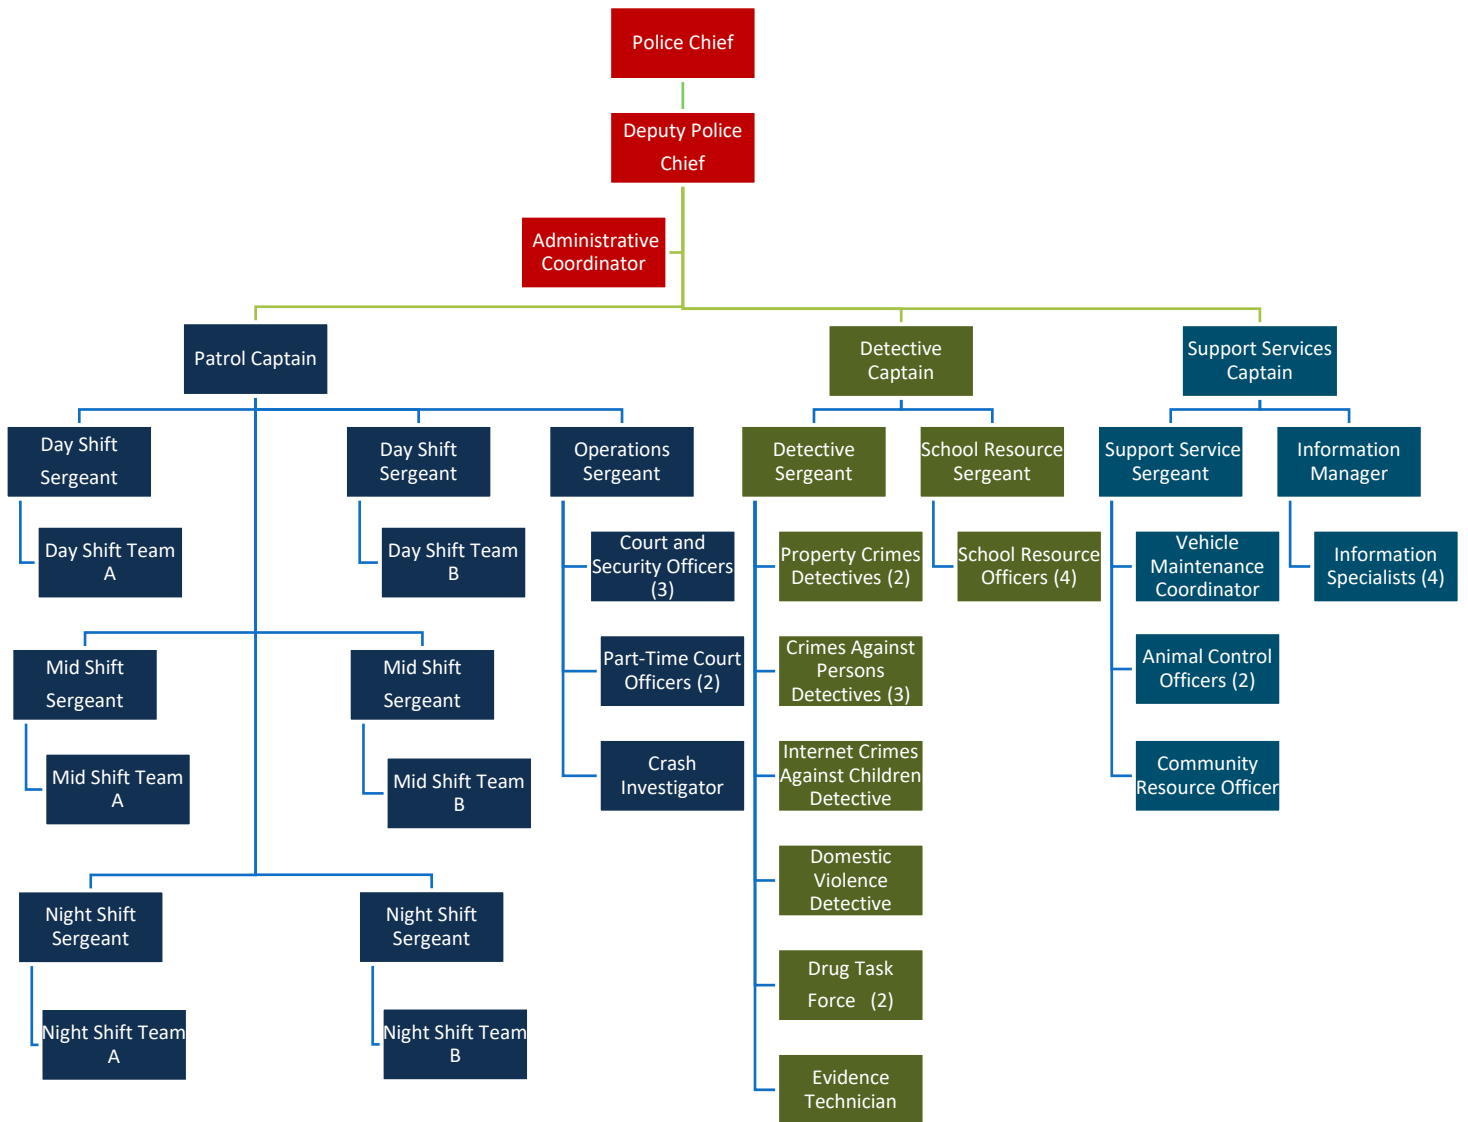 Police Chief
Deputy Police
Chief
Administrative
Coordinator
Patrol Captain
Detective
Captain
Support Services
Captain
Day Shift
Sergeant
Day Shift
Sergeant
Operations
Sergeant
Detective
Sergeant
School Resource
Sergeant
Support Service
Sergeant
Information
Manager
Day Shift Team
A
Day Shift Team
B
Court and
Security Officers
(3)
Property Crimes
Detectives (2)
School Resource
Officers (4)
Vehicle
Maintenance
Coordinator
Information
Specialists (4)
Mid Shift
Sergeant
Mid Shift
Sergeant
Part-Time Court
Officers (2)
Crimes Against
Persons
Detectives (3)
Animal Control
Officers (2)
Mid Shift Team
A
Mid Shift Team
B
Crash
Investigator
Internet Crimes
Against Children
Detective
Community
Resource Officer
Night Shift
Sergeant
Night Shift
Sergeant
Domestic
Violence
Detective
Night Shift Team
A
Night Shift Team
B
Drug Task
Force (2)
Evidence
Technician